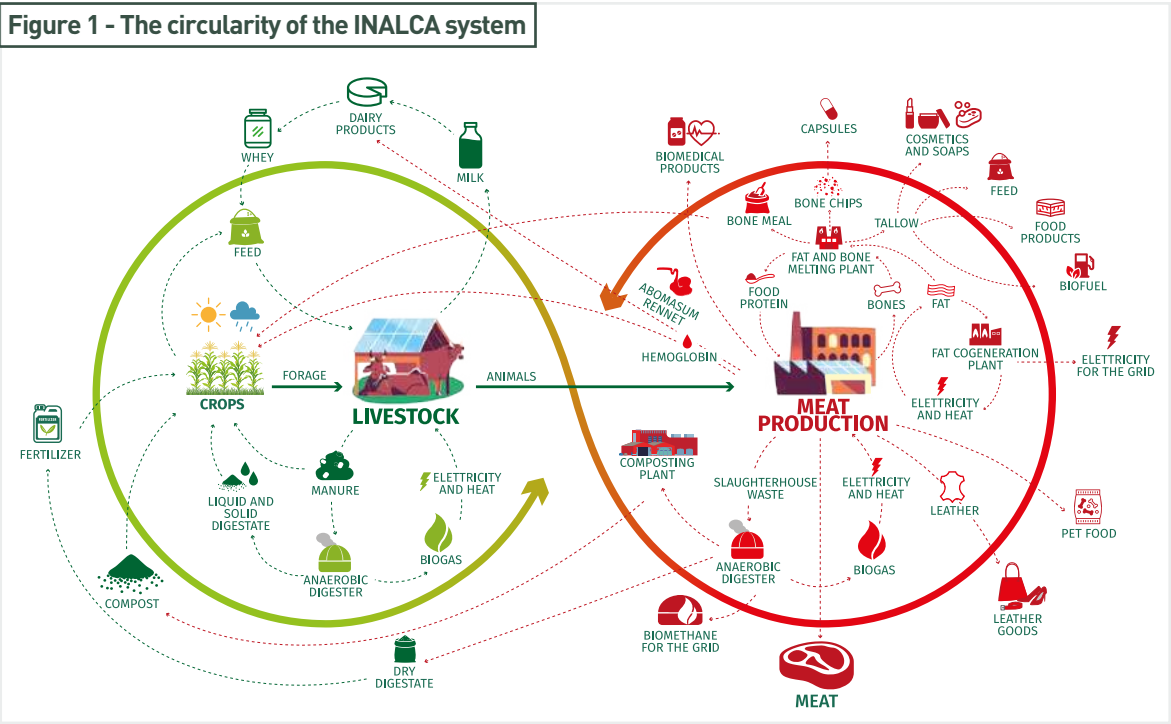 Figure 1 - The circularity of the INALCA system
DAIRY
PRODUCTS
WHEY
MILK
FEED
CROPS
FORAGE
LIVESTOCK
ANIMALS
FERTILIZER
LIQUID AND
SOLID
DIGESTATE
MANURE
ELETTRICITY
AND HEAT
ANAEROBIC
DIGESTER
BIOGAS
COMPOST
DRY
DIGESTATE
BIOMEDICAL
PRODUCTS
CAPSULES
COSMETICS
AND SOAPS
FEED
FOOD
PRODUCTS
BIOFUEL
BONE MEAL
BONE CHIPS
TALLOW
FAT AND BONE
MELTING PLANT
FOOD
PROTEIN
BONES
FAT
ABOMASUM
RENNET
HEMOGLOBIN
FAT COGENERATION
PLANT
ELETTRICITY
FOR THE GRID
ELETTRICITY
AND HEAT
MEAT
PRODUCTION
COMPOSTING
PLANT
SLAUGHTERHOUSE
WASTE
ELETTRICITY
AND HEAT
LEATHER
PET FOOD
ANAEROBIC
DIGESTER
BIOGAS
BIOMETHANE
FOR THE GRID
LEATHER
GOODS
MEAT